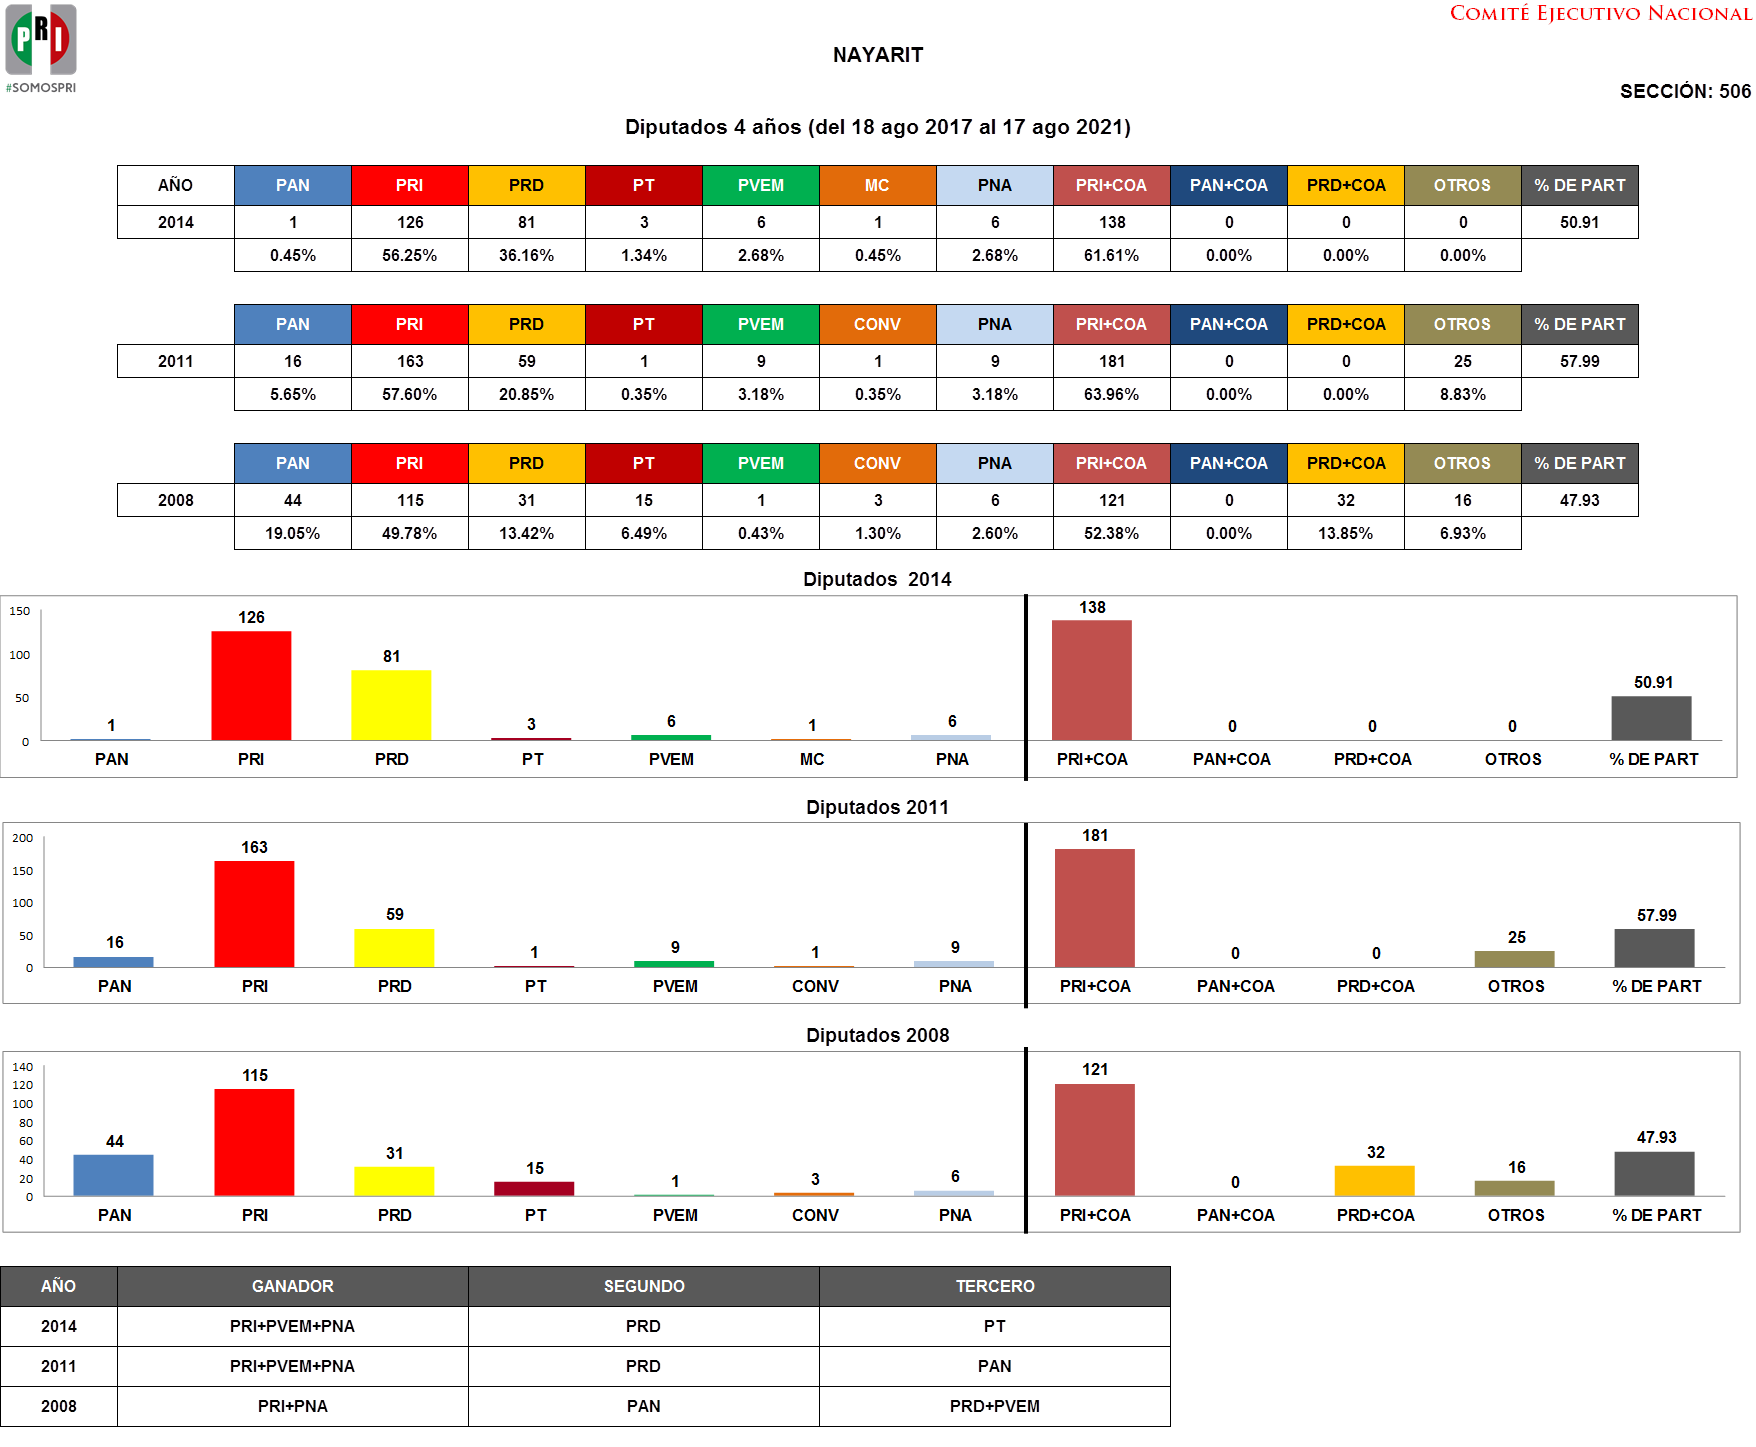 PRI
#SOMOSPRI
COMITÉ EJECUTIVO NACIONAL
NAYARIT
SECCIÓN: 506
Diputados 4 años (del 18 ago 2017 al 17 ago 2021)
AÑO PAN PRI PRD PT PVEM MC PNA PRI+COA PAN+COA PRD+COA OTROS % DE PART
2014 1 126 81 3 6 1 6 138 0 0 0 50.91
0.45% 56.25% 36.16% 1.34% 2.68% 0.45% 2.68% 61.61% 0.00% 0.00% 0.00%
PAN PRI PRD PT PVEM CONV PNA PRI+COA PAN+COA PRD+COA OTROS % DE PART
2011 16 163 59 1 9 1 9 181 0 0 25 57.99
5.65% 57.60% 20.85% 0.35% 3.18% 0.35% 3.18% 63.96% 0.00% 0.00% 8.83%
PAN PRI PRD PT PVEM CONV PNA PRI+COA PAN+COA PRD+COA OTROS % DE PART
2008 44 115 31 15 1 3 6 121 0 32 16 47.93
19.05% 49.78% 13.42% 6.49% 0.43% 1.30% 2.60% 52.38% 0.00% 13.85% 6.93%
Diputados 2014
150
100
50
0
1 126 81 3 6 1 6 138 0 0 0 50.91
PAN PRI PRD PT PVEM MC PNA PRI+COA PAN+COA PRD+COA OTROS % DE PART
Diputados 2011
200
150
100
50
0
16 163 59 1 9 1 9 181 0 0 25 57.99
PAN PRI PRD PT PVEM CONV PNA PRI+COA PAN+COA PRD+COA OTROS % DE PART
Diputados 2008
140
120
100
80
60
40
20
0
44 115 31 15 1 3 6 121 0 32 16 47.93
PAN PRI PRD PT PVEM CONV PNA PRI+COA PAN+COA PRD+COA OTROS % DE PART
AÑO GANADOR SEGUNDO TERCERO
2014 PRI+PVEM+PNA PRD PT
2011 PRI+PVEM+PNA PRD PAN
2008 PRI+PNA PAN PRD+PVEM